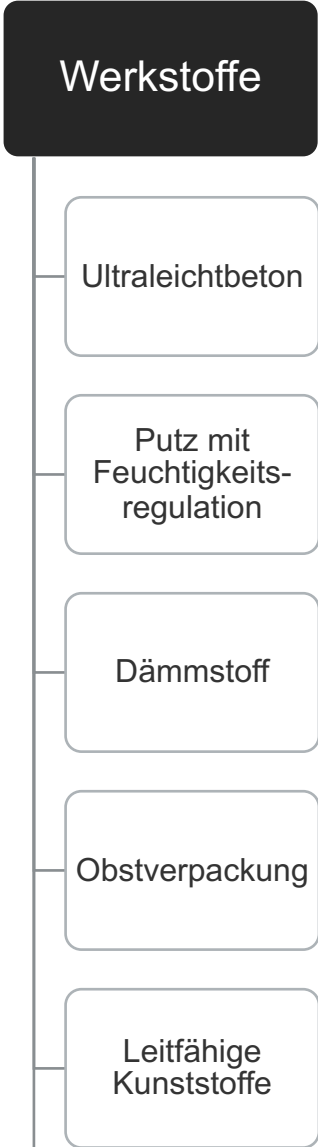 Werkstoffe
Ultraleichtbeton
Putz mit
Feuchtigkeits-
regulation
Dämmstoff
Obstverpackung
Leitfähige
Kunststoffe